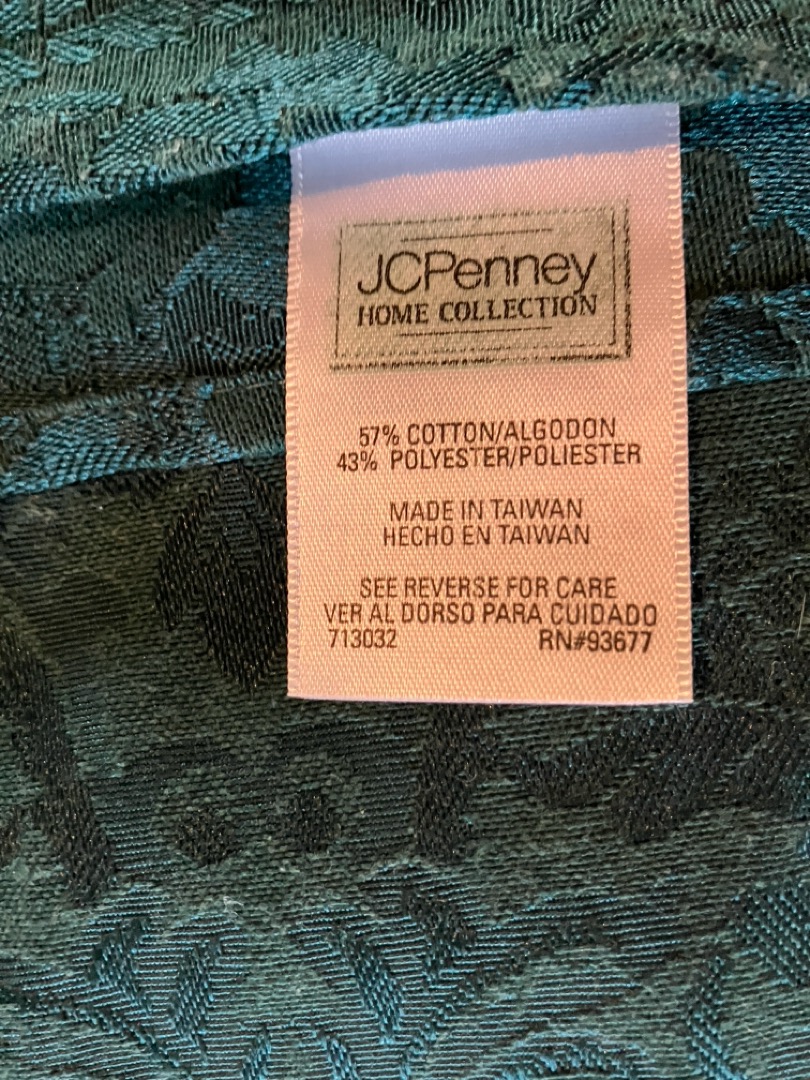 JCPenney
HOME COLLECTION
57% COTTON/ALGODON
43% POLYESTER/POLIESTER
MADE IN TAIWAN
HECHO EN TAIWAN
SEE REVERSE FOR CARE
VER AL DORSO PARA CUIDADO
713032 RN#93677